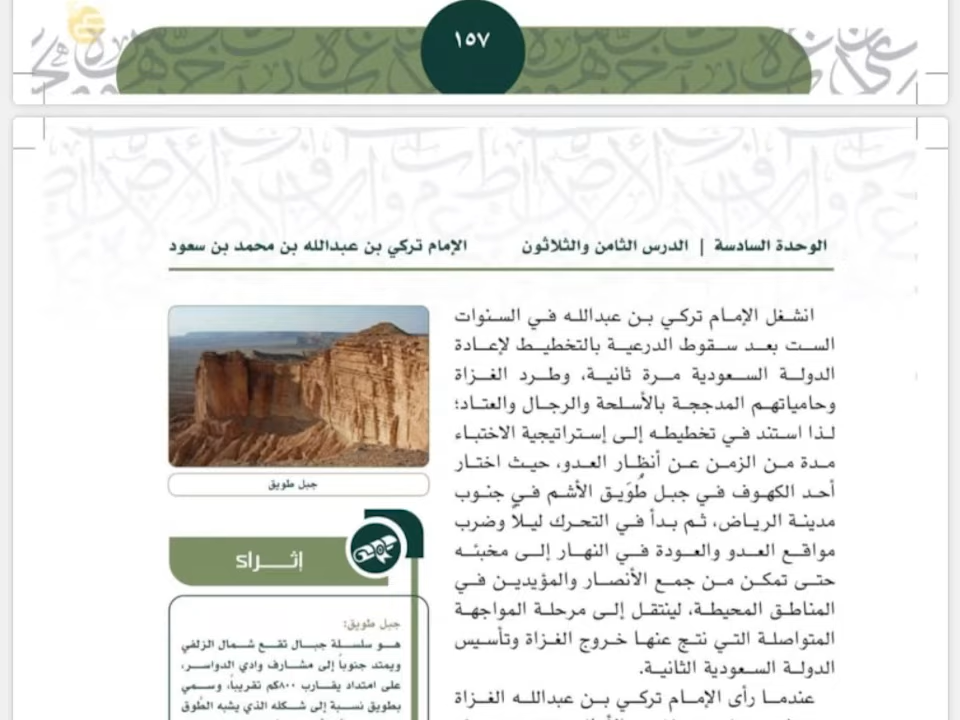 ١٥٧
الوحدة السادسة | الدرس الثامن والثلاثون الإمام تركي بن عبدالله بن محمد بن سعود
انشغل الإمام تركي بن عبدالله في السنوات
الست بعد سقوط الدرعية بالتخطيط لإعادة
الدولة السعودية مرة ثانية، وطرد الغزاة
وحامياتهم المدججة بالأسلحة والرجال والعتاد؛
لذا استند في تخطيطه إلى إستراتيجية الاختباء
مدة من الزمن عن أنظار العدو، حيث اختار
أحد الكهوف في جبل طُوَيق الأشم في جنوب
مدينة الرياض، ثم بدأ في التحرك ليلاً وضرب
مواقع العدو والعودة في النهار إلى مخبئه
حتى تمكن من جمع الأنصار والمؤيدين في
المناطق المحيطة، لينتقل إلى مرحلة المواجهة
المتواصلة التي نتج عنها خروج الغزاة وتأسيس
الدولة السعودية الثانية.
عندما رأى الإمام تركي بن عبدالله الغزاة
جبل طويق
إثراء
جبل طويق:
هو سلسلة جبال تقع شمال الزلفي
ويمتد جنوباً إلى مشارف وادي الدواسر،
على امتداد يقارب ٨٠٠كم تقريباً، وسمي
بطويق نسبة إلى شكله الذي يشبه الطوق